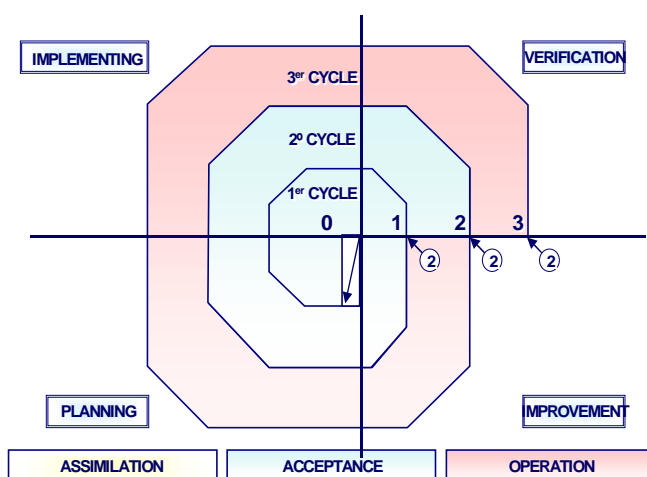 IMPLEMENTING
VERIFICATION
3er CYCLE
2º CYCLE
1er CYCLE
0 1 2 3
2 2 2
PLANNING
IMPROVEMENT
ASSIMILATION ACCEPTANCE OPERATION